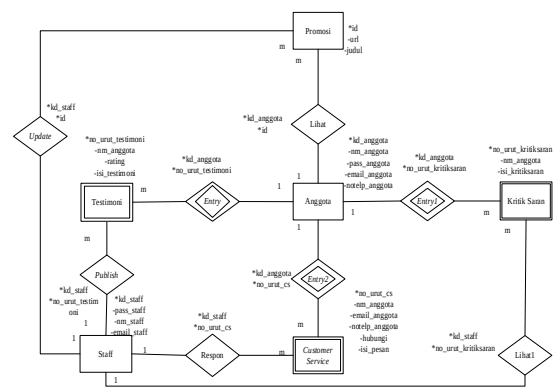 Promosi
*id
-url
-judul
m
m
*kd_staff
*id
Update
*kd_anggota
*id
Lihat
*no_urut_testimoni
-nm_anggota
-rating
-isi_testimoni
*kd_anggota
*no_urut_testimoni
*kd_anggota
-nm_anggota
-pass_anggota
-email_anggota
-notelp_anggota
*kd_anggota
*no_urut_kritiksaran
*no_urut_kritiksaran
-nm_anggota
-isi_kritiksaran
1
Testimoni
m
Entry
1
Anggota
1
Entry1
m
Kritik Saran
m
1
m
Publish
*kd_anggota
*no_urut_cs
Entry2
*kd_staff
*no_urut_testim
oni
*kd_staff
-pass_staff
-nm_staff
-email_staff
1
*kd_staff
*no_urut_cs
m
*no_urut_cs
-nm_anggota
-email_anggota
-notelp_anggota
-hubungi
-isi_pesan
*kd_staff
*no_urut_kritiksaran
1
Staff
1
Respon
m
Customer
Service
Lihat1
1